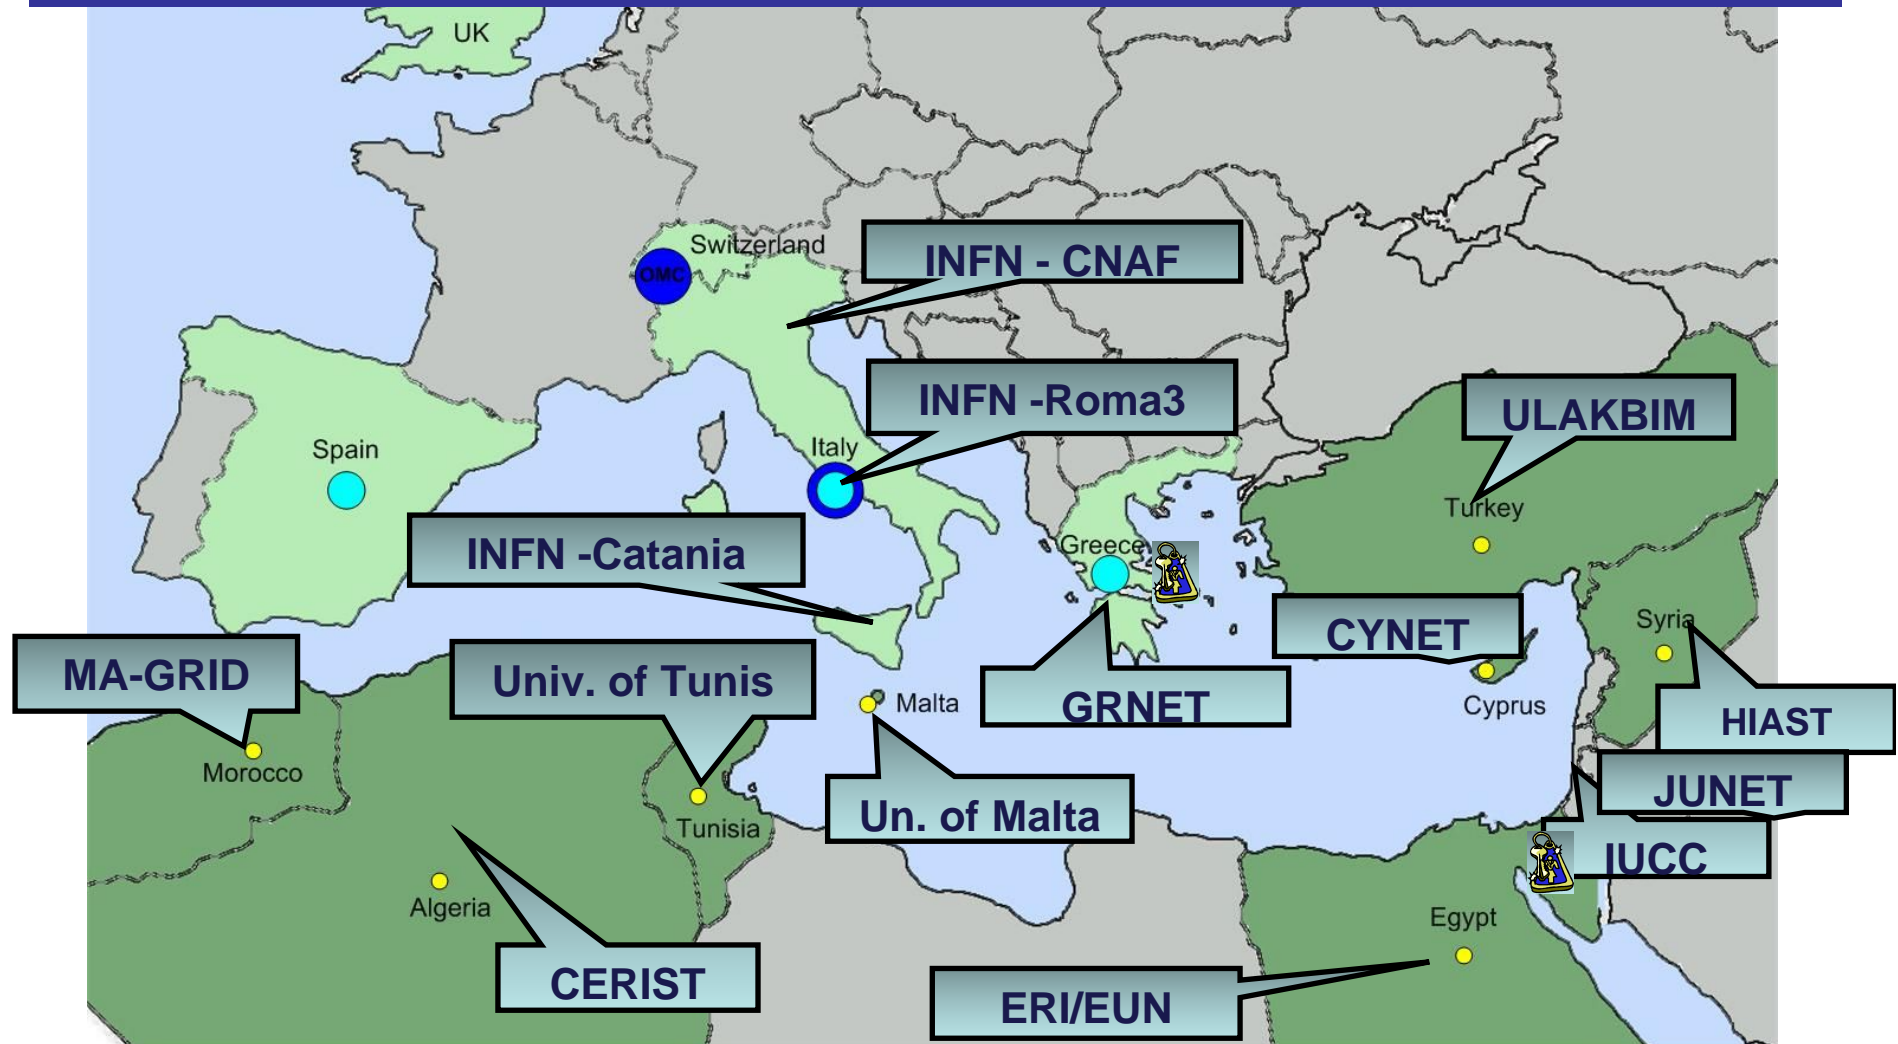 UK
Switzerland
INFN - CNAF
OMC
INFN -Roma3
ULAKBIM
Spain
Italy
Turkey
INFN -Catania
Greece
CYNET
Syria
MA-GRID
Univ. of Tunis
GRNET
Malta
Cyprus
HIAST
Morocco
JUNET
Un. of Malta
Tunisia
IUCC
Algeria
Egypt
CERIST
ERI/EUN